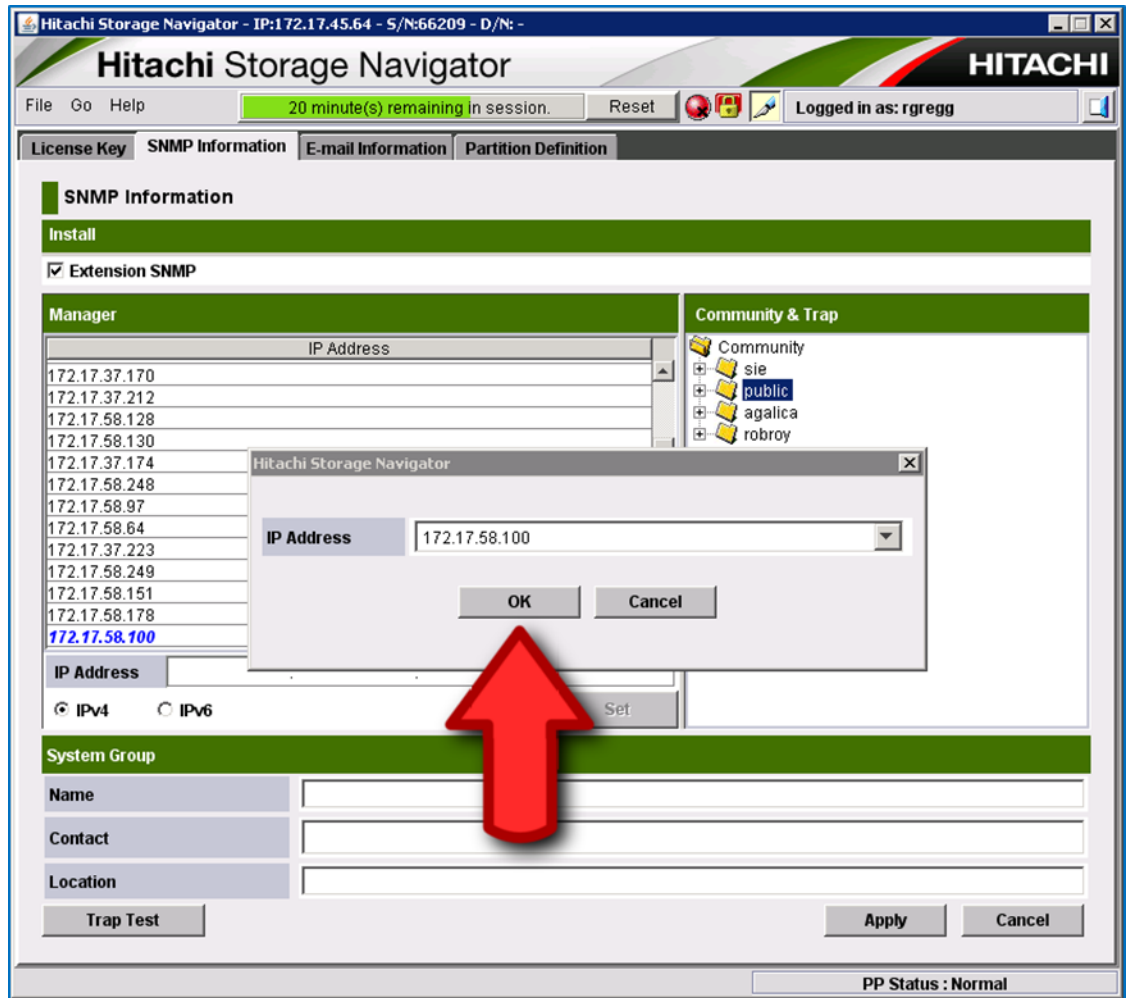 Hitachi Storage Navigator - IP:172.17.45.64 - S/N:66209 - D/N: -
Hitachi Storage Navigator
HITACHI
File Go Help
20 minute(s) remaining in session.
Reset
Logged in as: rgregg
License Key
SNMP Information
E-mail Information
Partition Definition
SNMP Information
Install
Extension SNMP
Manager
IP Address
172.17.37.170
172.17.37.212
172.17.58.128
172.17.58.130
172.17.37.174
172.17.58.248
172.17.58.97
172.17.58.64
172.17.37.223
172.17.58.249
172.17.58.151
172.17.58.178
172.17.58.100
IP Address
IPv4
IPv6
Set
Community & Trap
Community
sie
public
agalica
robroy
Hitachi Storage Navigator
IP Address
172.17.58.100
OK
Cancel
System Group
Name
Contact
Location
Trap Test
Apply
Cancel
PP Status : Normal